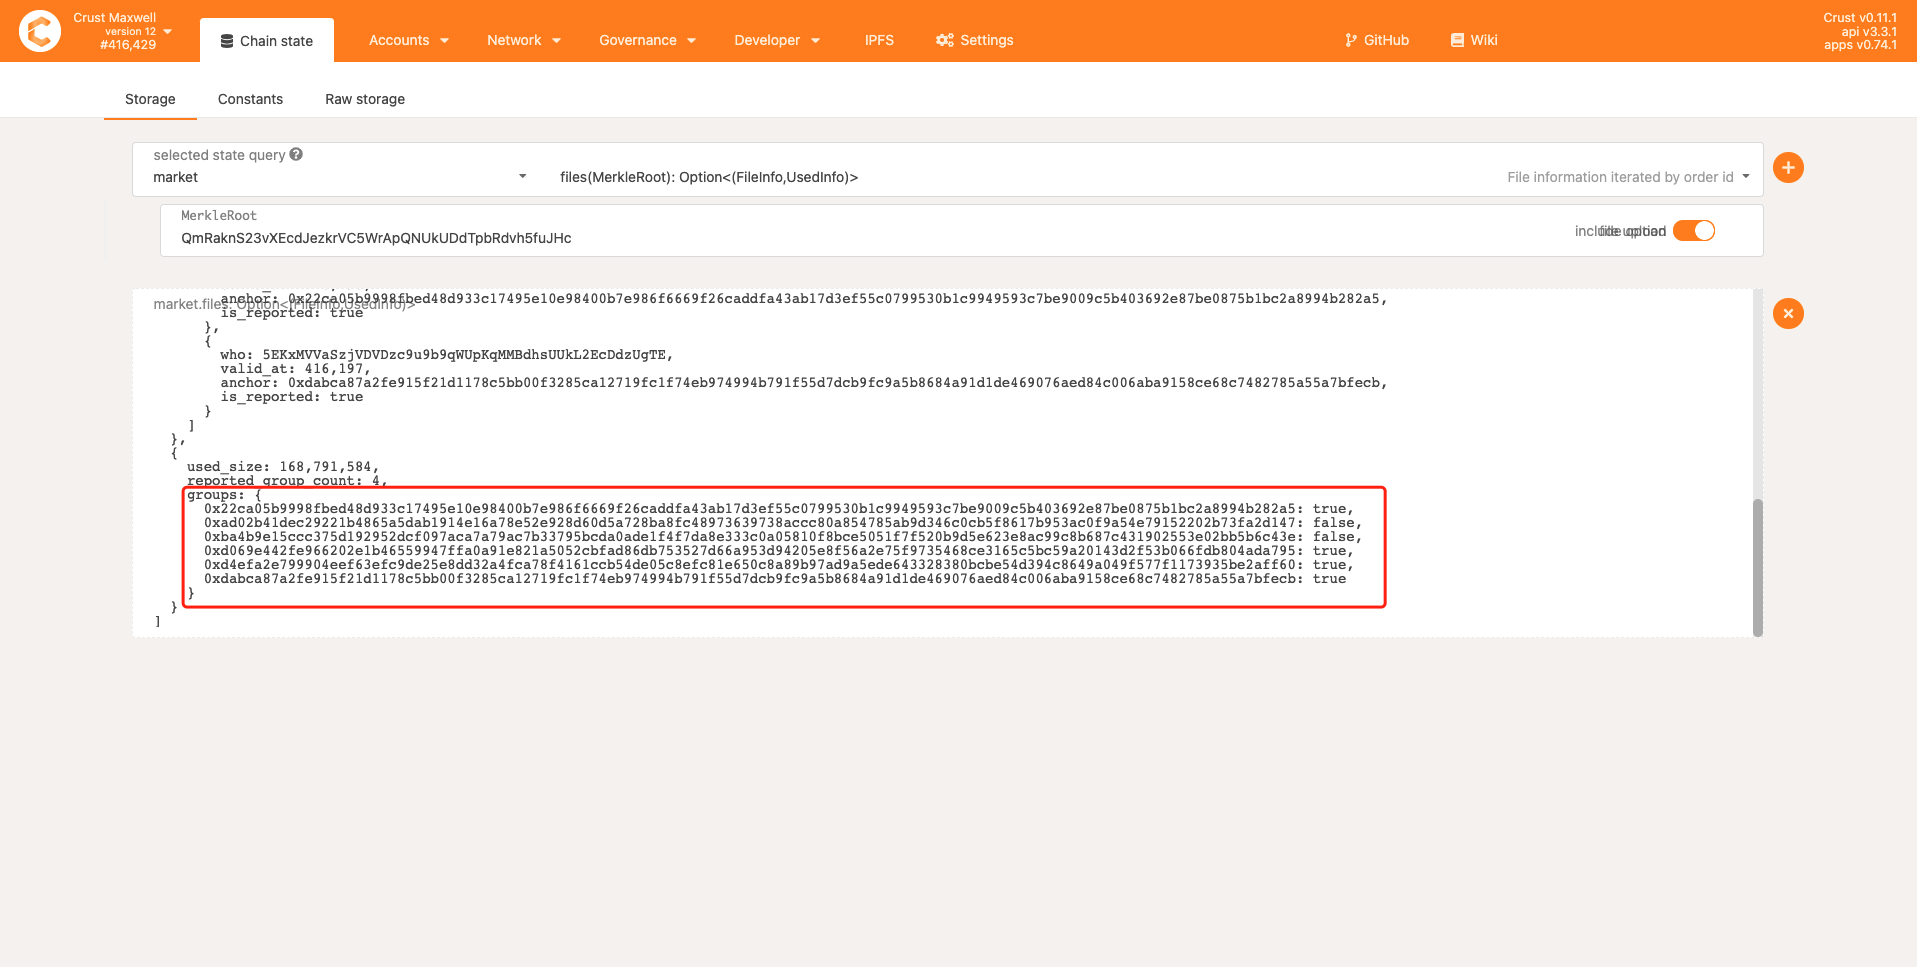 Crust Maxwell
version 12
#416,429
Chain state
Accounts
Network
Governance
Developer
IPFS
Settings
GitHub
Wiki
Crust v0.11.1
api v3.3.1
apps v0.74.1
Storage
Constants
Raw storage
selected state query
market
files(MerkleRoot): Option<(FileInfo,UsedInfo)>
File information iterated by order id
MerkleRoot
QmRaknS23vXEcdJezkrVC5WrApQNUkUDdTpbRdvh5fuJHc
include option
market.files: Option<(FileInfo,UsedInfo)>
anchor: 0x22ca05b9998fbed48d933c17495e10e98400b7e986f6669f26caddfa43ab17d3ef55c0799530b1c9949593c7be9009c5b403692e87be0875b1bc2a8994b282a5,
is_reported: true
},
{
who: 5EKxMVVaSzjVDVDzc9u9b9qWUpKqMMBdhsUUkL2EcDdzUgTE,
valid_at: 416,197,
anchor: 0xdabca87a2fe915f21d1178c5bb00f3285ca12719fc1f74eb974994b791f55d7dcb9fc9a5b8684a91d1de469076aed84c006aba9158ce68c7482785a55a7bfecb,
is_reported: true
}
]
},
{
used_size: 168,791,584,
reported_group_count: 4,
groups: {
0x22ca05b9998fbed48d933c17495e10e98400b7e986f6669f26caddfa43ab17d3ef55c0799530b1c9949593c7be9009c5b403692e87be0875b1bc2a8994b282a5: true,
0xad02b41dec29221b4865a5dab1914e16a78e52e928d60d5a728ba8fc48973639738accc80a854785ab9d346c0cb5f8617b953ac0f9a54e79152202b73fa2d147: false,
0xba4b9e15ccc375d192952dcf097aca7a79ac7b33795bcda0ade1f4f7da8e333c0a05810f8bce5051f7f520b9d5e623e8ac99c8b687c431902553e02bb5b6c43e: false,
0xd069e442fe966202e1b46559947ffa0a91e821a5052cbfad86db753527d66a953d94205e8f56a2e75f9735468ce3165c5bc59a20143d2f53b066fdb804ada795: true,
0xd4efa2e799904eef63efc9de25e8dd32a4fca78f4161ccb54de05c8efc81e650c8a89b97ad9a5ede643328380bcbe54d394c8649a049f577f1173935be2aff60: true,
0xdabca87a2fe915f21d1178c5bb00f3285ca12719fc1f74eb974994b791f55d7dcb9fc9a5b8684a91d1de469076aed84c006aba9158ce68c7482785a55a7bfecb: true
}
}
]